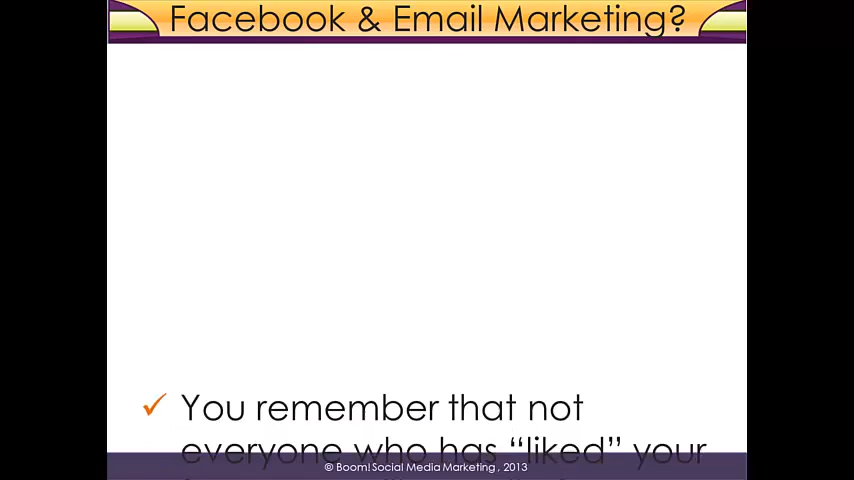 Facebook & Email Marketing?
You remember that not
everyone who has “liked” your
© Boom! Social Media Marketing , 2013